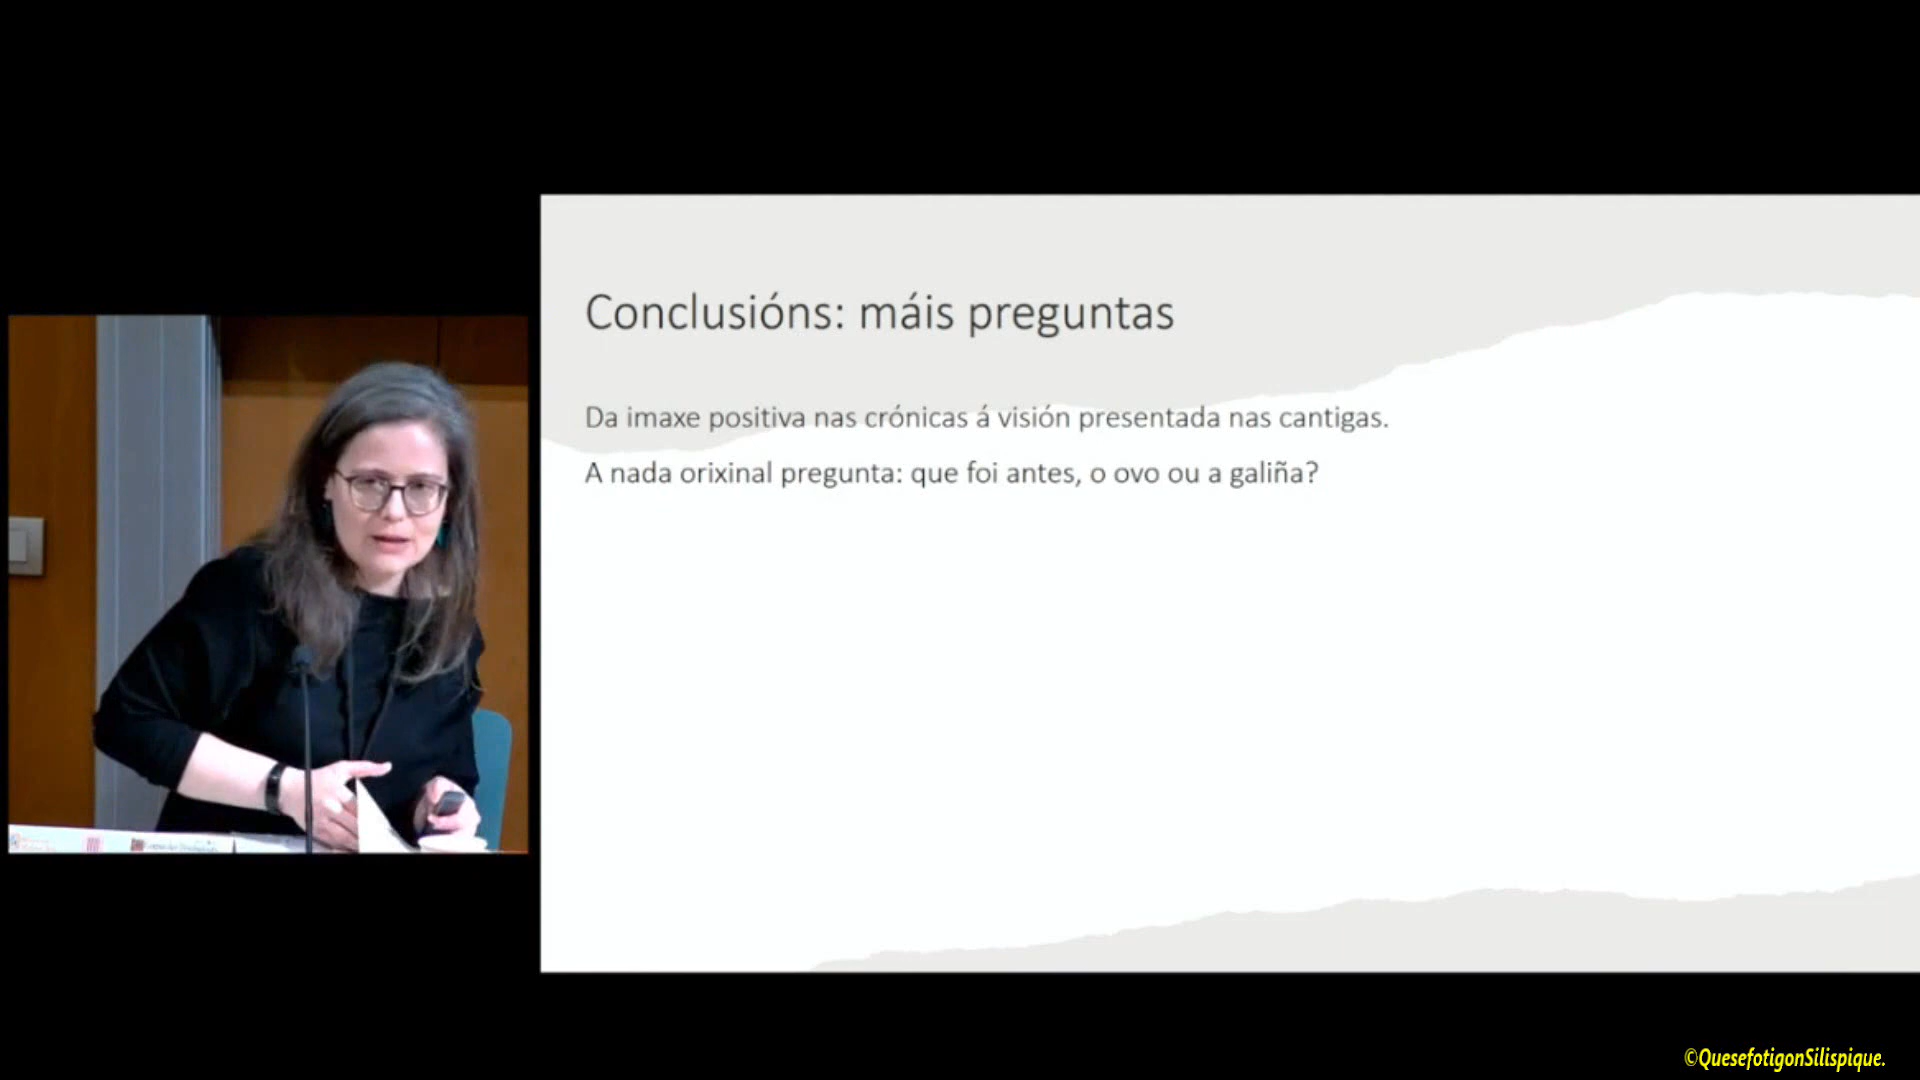 Conclusións: máis preguntas
Da imaxe positiva nas crónicas á visión presentada nas cantigas.
A nada orixinal pregunta: que foi antes, o ovo ou a galiña?
©QuesefotigonSilispique.